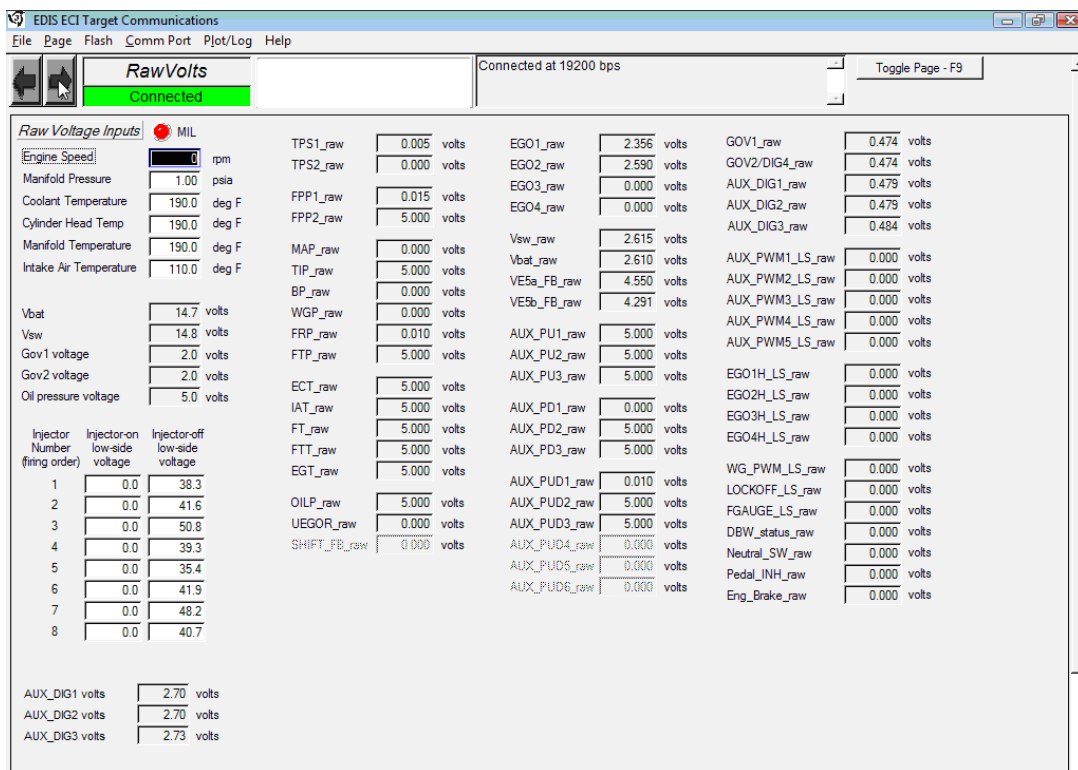 EDIS ECI Target Communications
File Page Flash Comm Port Plot/Log Help
RawVolts
Connected
Connected at 19200 bps
Toggle Page - F9
Raw Voltage Inputs MIL
Engine Speed 0 rpm
Manifold Pressure 1.00 psia
Coolant Temperature 190.0 deg F
Cylinder Head Temp 190.0 deg F
Manifold Temperature 190.0 deg F
Intake Air Temperature 110.0 deg F
Vbat 14.7 volts
Vsw 14.8 volts
Gov1 voltage 2.0 volts
Gov2 voltage 2.0 volts
Oil pressure voltage 5.0 volts
Injector Injector-on Injector-off
Number low-side low-side
(firing order) voltage voltage
1 0.0 38.3
2 0.0 41.6
3 0.0 50.8
4 0.0 39.3
5 0.0 35.4
6 0.0 41.9
7 0.0 48.2
8 0.0 40.7
AUX_DIG1 volts 2.70 volts
AUX_DIG2 volts 2.70 volts
AUX_DIG3 volts 2.73 volts
TPS1_raw 0.005 volts
TPS2_raw 0.000 volts
FPP1_raw 0.015 volts
FPP2_raw 5.000 volts
MAP_raw 0.000 volts
TIP_raw 5.000 volts
BP_raw 0.000 volts
WGP_raw 0.000 volts
FRP_raw 0.010 volts
FTP_raw 5.000 volts
ECT_raw 5.000 volts
IAT_raw 5.000 volts
FT_raw 5.000 volts
FTT_raw 5.000 volts
EGT_raw 5.000 volts
OILP_raw 5.000 volts
UEGOR_raw 0.000 volts
SHIFT_FB_raw 0.000 volts
EGO1_raw 2.356 volts
EGO2_raw 2.590 volts
EGO3_raw 0.000 volts
EGO4_raw 0.000 volts
Vsw_raw 2.615 volts
Vbat_raw 2.610 volts
VE5a_FB_raw 4.550 volts
VE5b_FB_raw 4.291 volts
AUX_PU1_raw 5.000 volts
AUX_PU2_raw 5.000 volts
AUX_PU3_raw 5.000 volts
AUX_PD1_raw 0.000 volts
AUX_PD2_raw 5.000 volts
AUX_PD3_raw 5.000 volts
AUX_PUD1_raw 0.010 volts
AUX_PUD2_raw 5.000 volts
AUX_PUD3_raw 5.000 volts
AUX_PUD4_raw 0.000 volts
AUX_PUD5_raw 0.000 volts
AUX_PUD6_raw 0.000 volts
GOV1_raw 0.474 volts
GOV2/DIG4_raw 0.474 volts
AUX_DIG1_raw 0.479 volts
AUX_DIG2_raw 0.479 volts
AUX_DIG3_raw 0.484 volts
AUX_PWM1_LS_raw 0.000 volts
AUX_PWM2_LS_raw 0.000 volts
AUX_PWM3_LS_raw 0.000 volts
AUX_PWM4_LS_raw 0.000 volts
AUX_PWM5_LS_raw 0.000 volts
EGO1H_LS_raw 0.000 volts
EGO2H_LS_raw 0.000 volts
EGO3H_LS_raw 0.000 volts
EGO4H_LS_raw 0.000 volts
WG_PWM_LS_raw 0.000 volts
LOCKOFF_LS_raw 0.000 volts
FGAUGE_LS_raw 0.000 volts
DBW_status_raw 0.000 volts
Neutral_SW_raw 0.000 volts
Pedal_INH_raw 0.000 volts
Eng_Brake_raw 0.000 volts